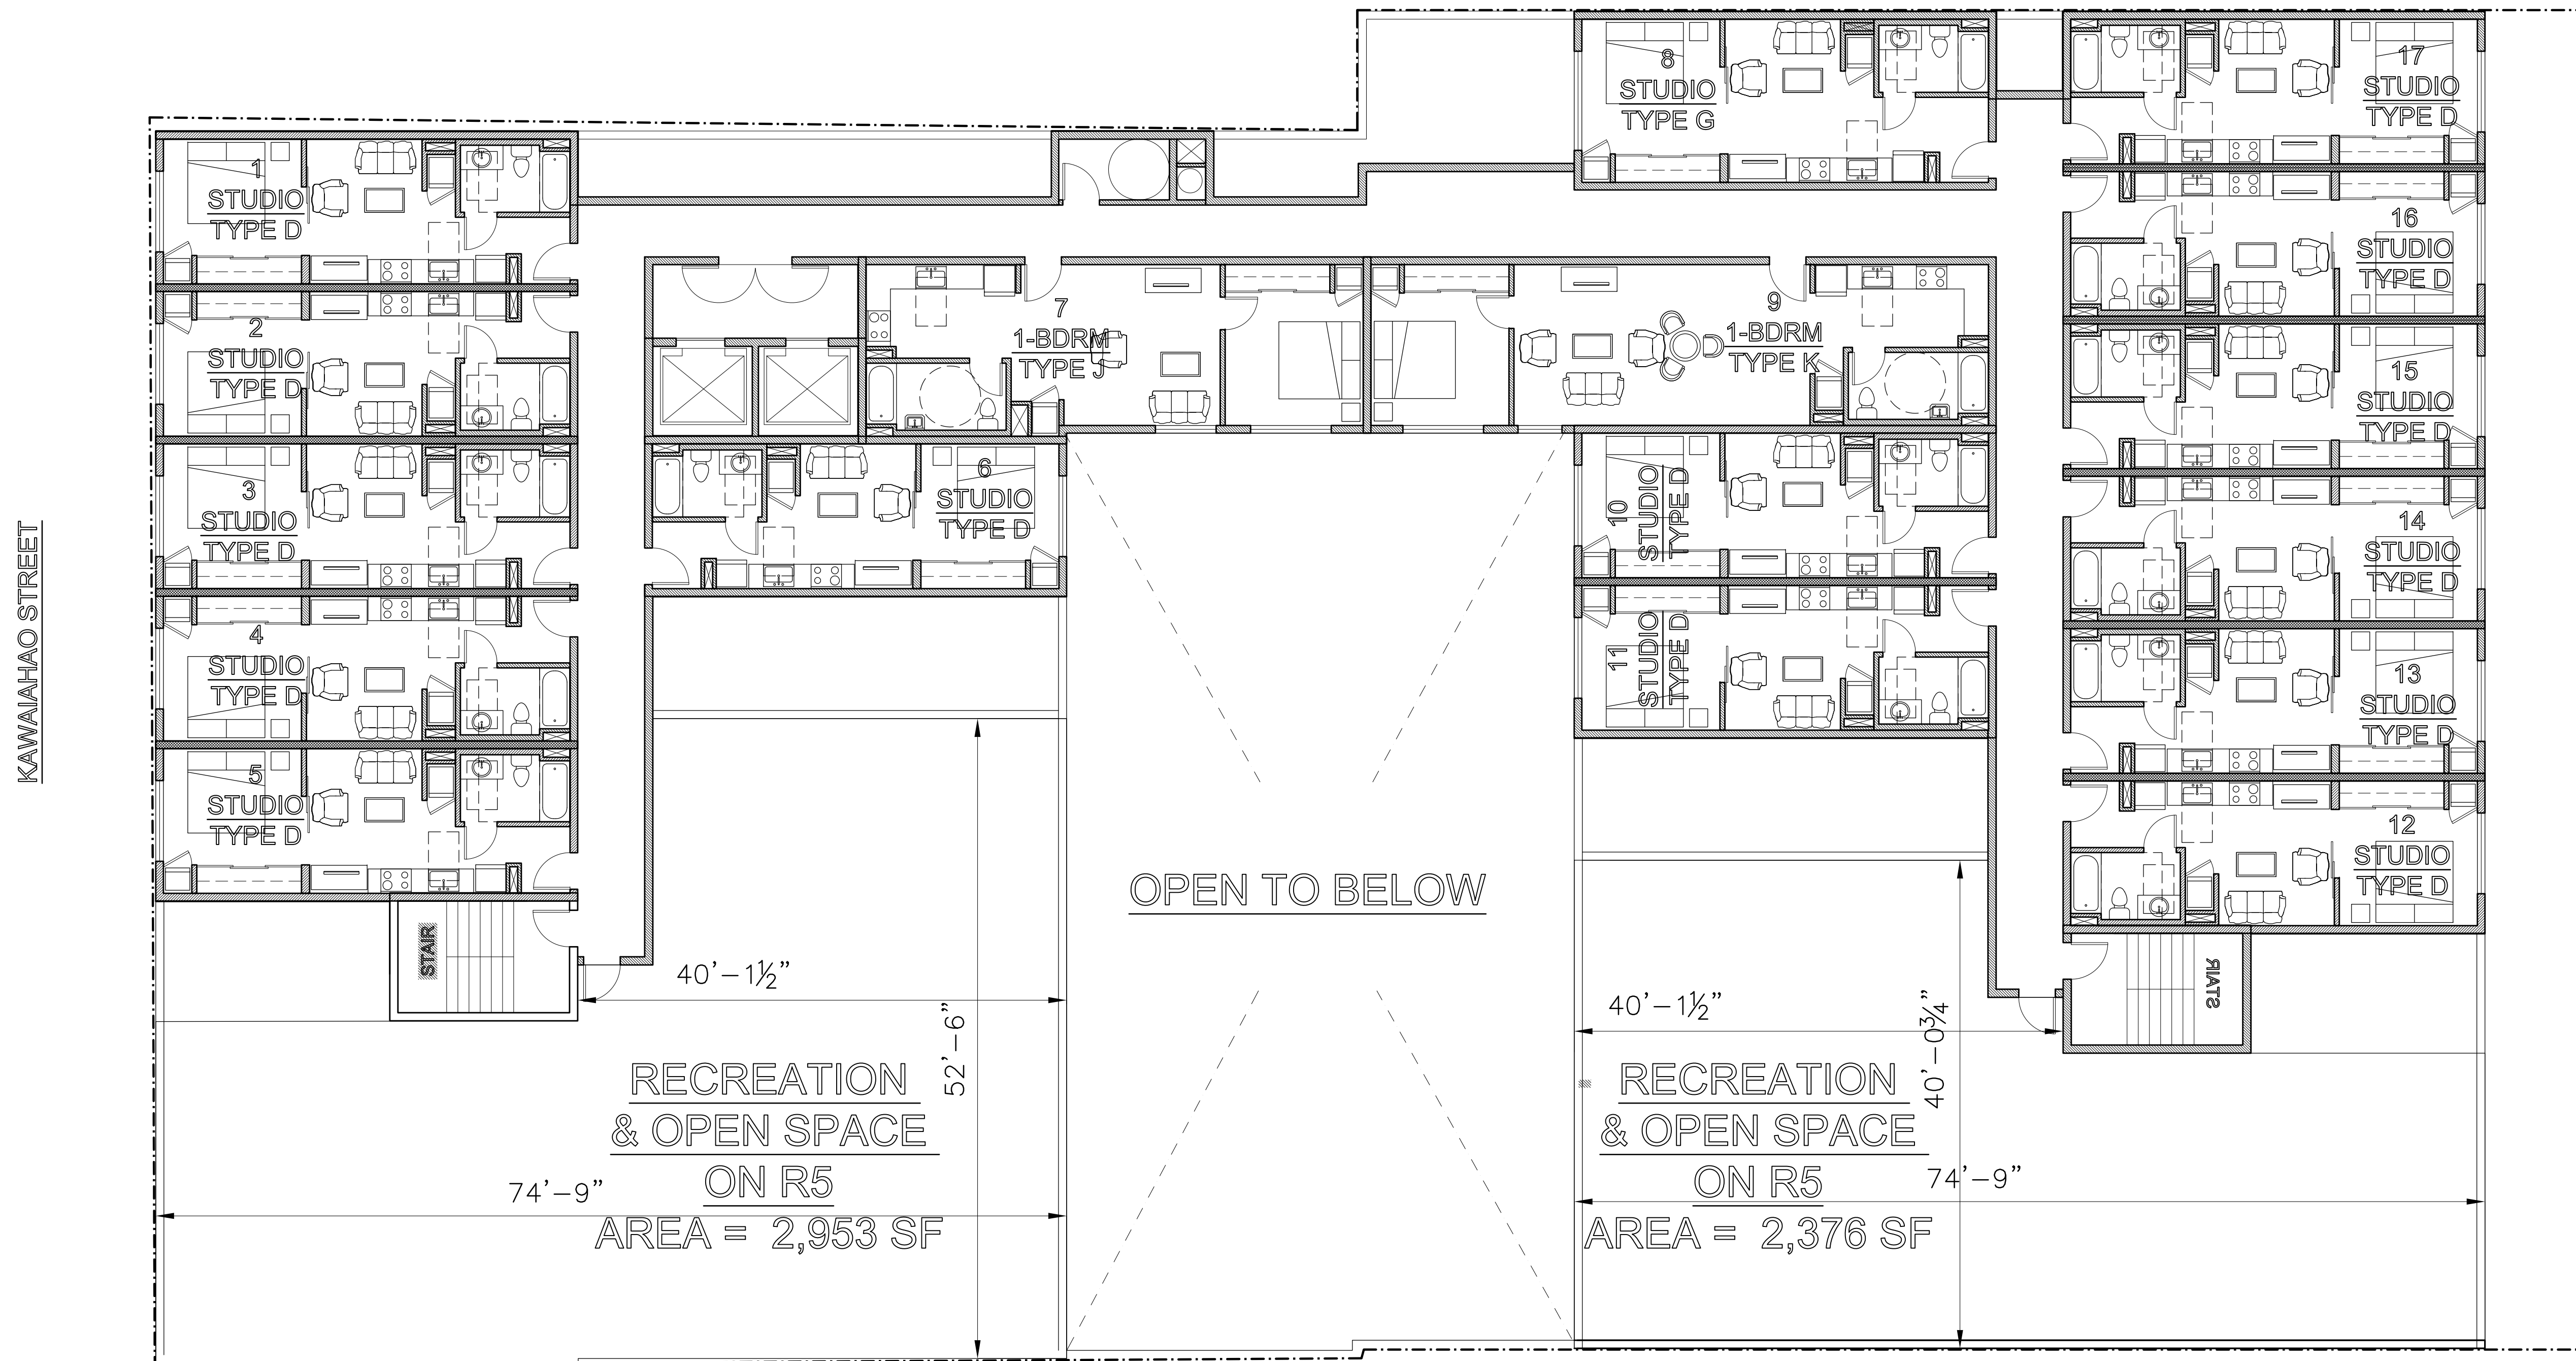 KAWAIAHAO STREET
1
STUDIO
TYPE D
2
STUDIO
TYPE D
3
STUDIO
TYPE D
4
STUDIO
TYPE D
5
STUDIO
TYPE D
STAIR
6
STUDIO
TYPE D
7
1-BDRM
TYPE J
8
STUDIO
TYPE G
9
1-BDRM
TYPE K
10
STUDIO
TYPE D
11
STUDIO
TYPE D
17
STUDIO
TYPE D
16
STUDIO
TYPE D
15
STUDIO
TYPE D
14
STUDIO
TYPE D
13
STUDIO
TYPE D
12
STUDIO
TYPE D
STAIR
OPEN TO BELOW
40'-1½"
52'-6"
RECREATION
& OPEN SPACE
ON R5
AREA = 2,953 SF
74'-9"
40'-1½"
40'-0¾"
RECREATION
& OPEN SPACE
ON R5
AREA = 2,376 SF
74'-9"